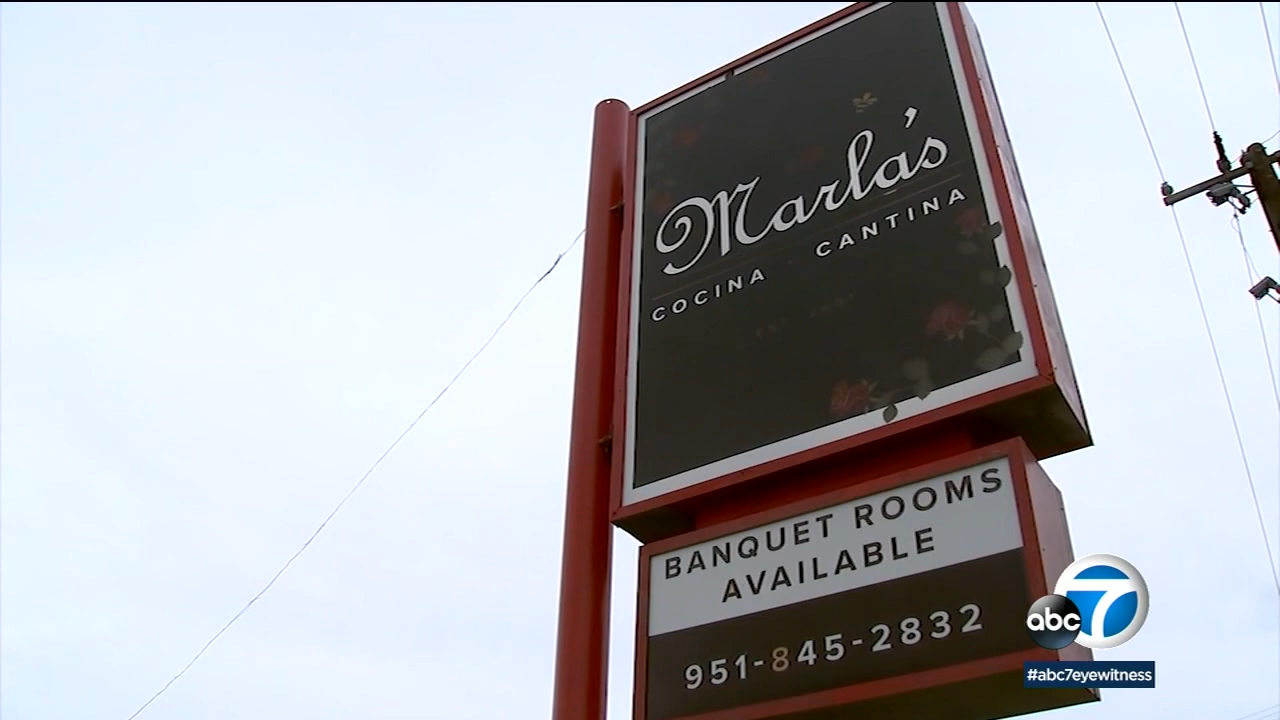 Marla's
COCINA CANTINA
BANQUET ROOMS
AVAILABLE
951-845-2832
abc 7
#abc7eyewitness